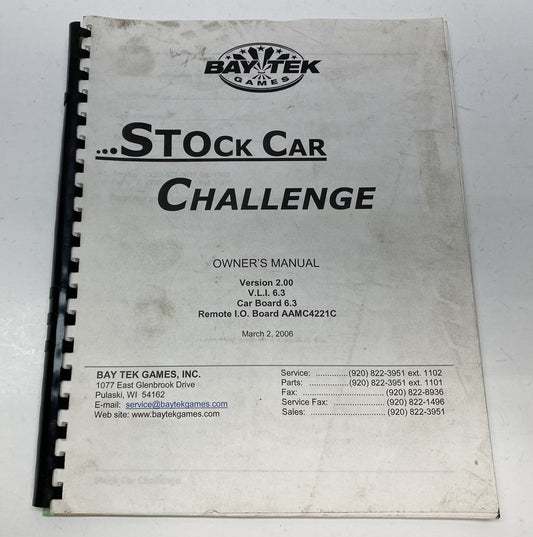 BAY TEK
GAMES
...STOCK CAR
CHALLENGE
OWNER'S MANUAL
Version 2.00
V.L.I. 6.3
Car Board 6.3
Remote I.O. Board AAMC4221C
March 2, 2006
BAY TEK GAMES, INC.
1077 East Glenbrook Drive
Pulaski, WI 54162
E-mail: service@baytekgames.com
Web site: www.baytekgames.com
Service: ..............(920) 822-3951 ext. 1102
Parts: ................(920) 822-3951 ext. 1101
Fax: ................................. (920) 822-8936
Service Fax: .................... (920) 822-1496
Sales: .............................. (920) 822-3951
Stock Car Challenge